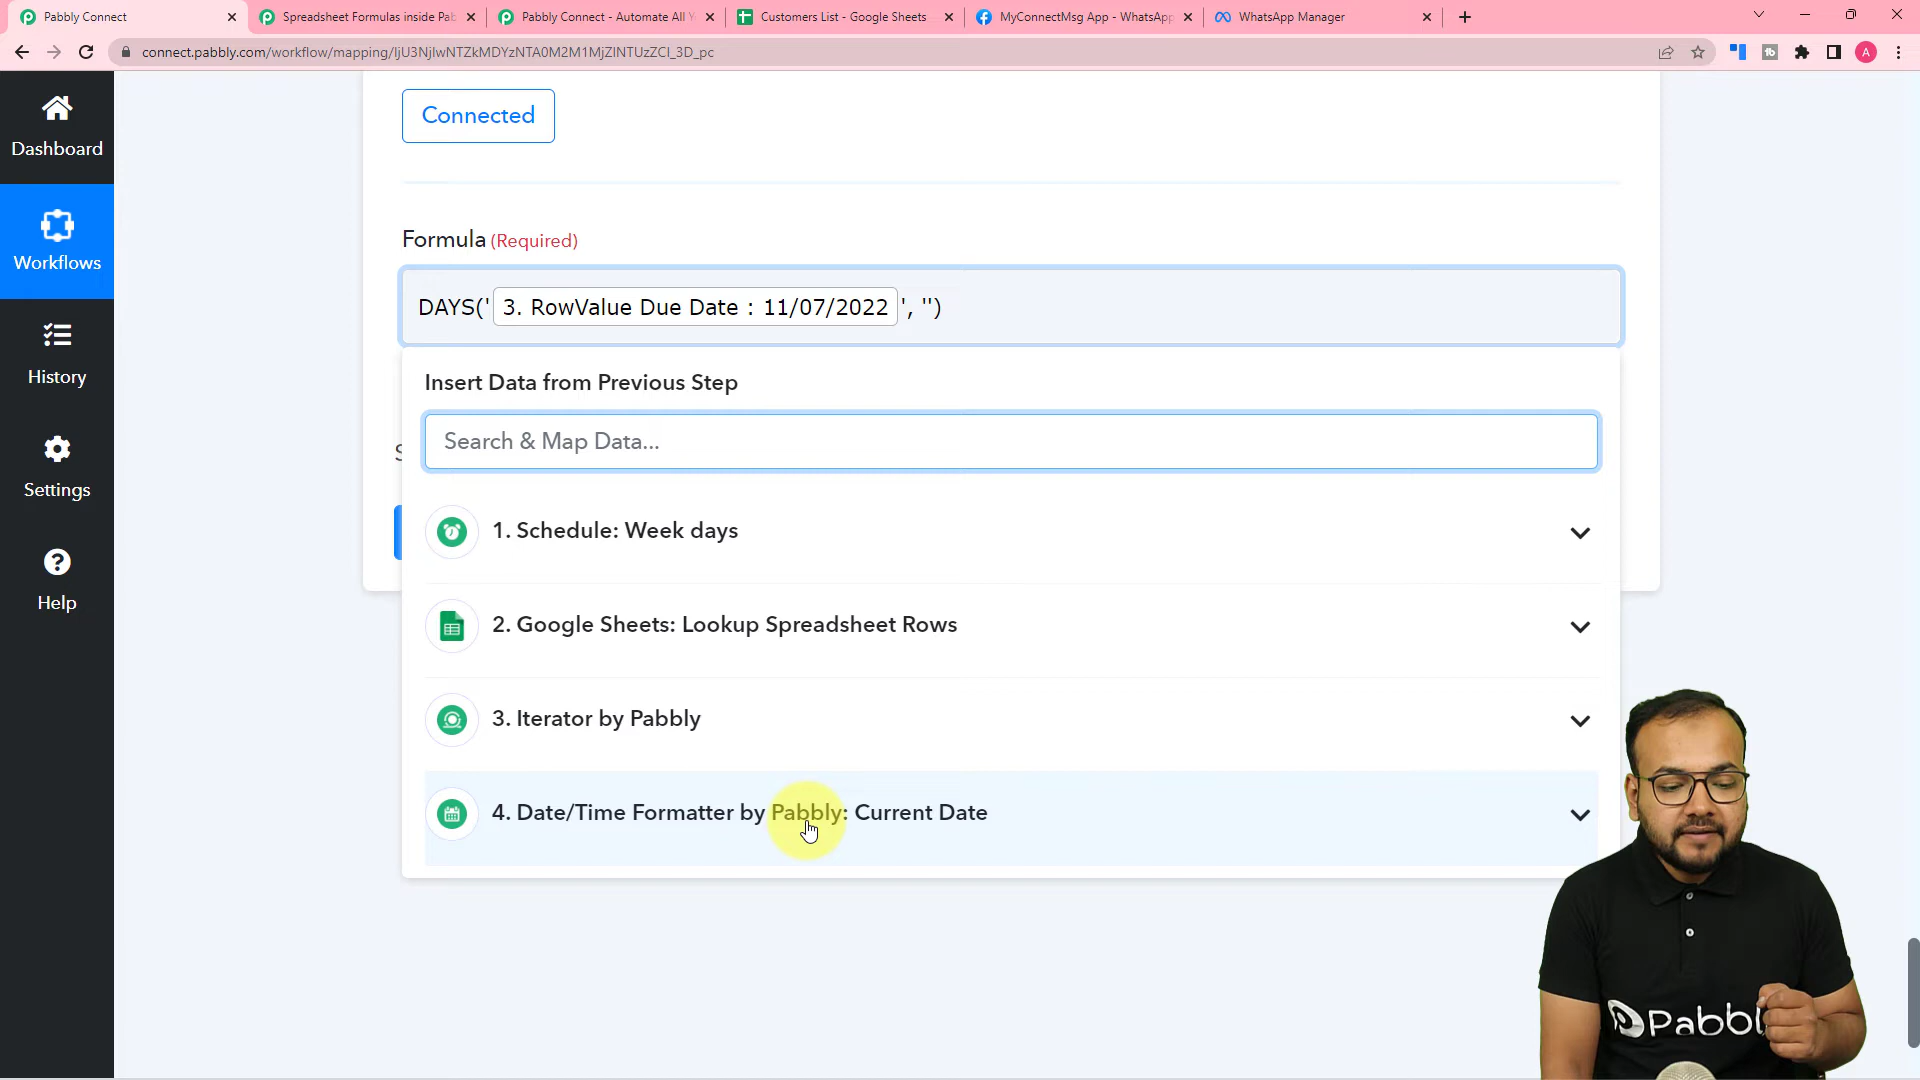 Pabbly Connect
Spreadsheet Formulas inside Pab
Pabbly Connect - Automate All Y
Customers List - Google Sheets
MyConnectMsg App - WhatsApp
WhatsApp Manager
connect.pabbly.com/workflow/mapping/IjU3NjIwNTZkMDYzNTA0M2M1MjZlNTUzZCI_3D_pc
A
Connected
Dashboard
Formula (Required)
Workflows
DAYS(' 3. RowValue Due Date : 11/07/2022 ', '')
History
Insert Data from Previous Step
Search & Map Data...
S
Settings
1. Schedule: Week days
Help
2. Google Sheets: Lookup Spreadsheet Rows
3. Iterator by Pabbly
4. Date/Time Formatter by Pabbly: Current Date
Pabbl